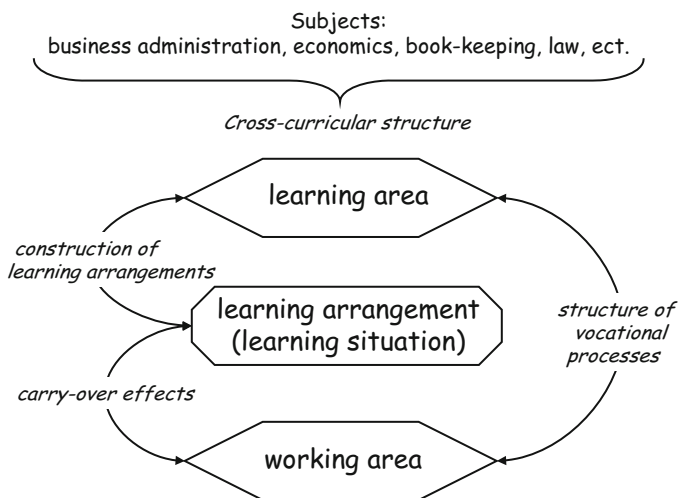 Subjects:
business administration, economics, book-keeping, law, ect.
Cross-curricular structure
learning area
construction of
learning arrangements
learning arrangement
(learning situation)
structure of
vocational
processes
carry-over effects
working area